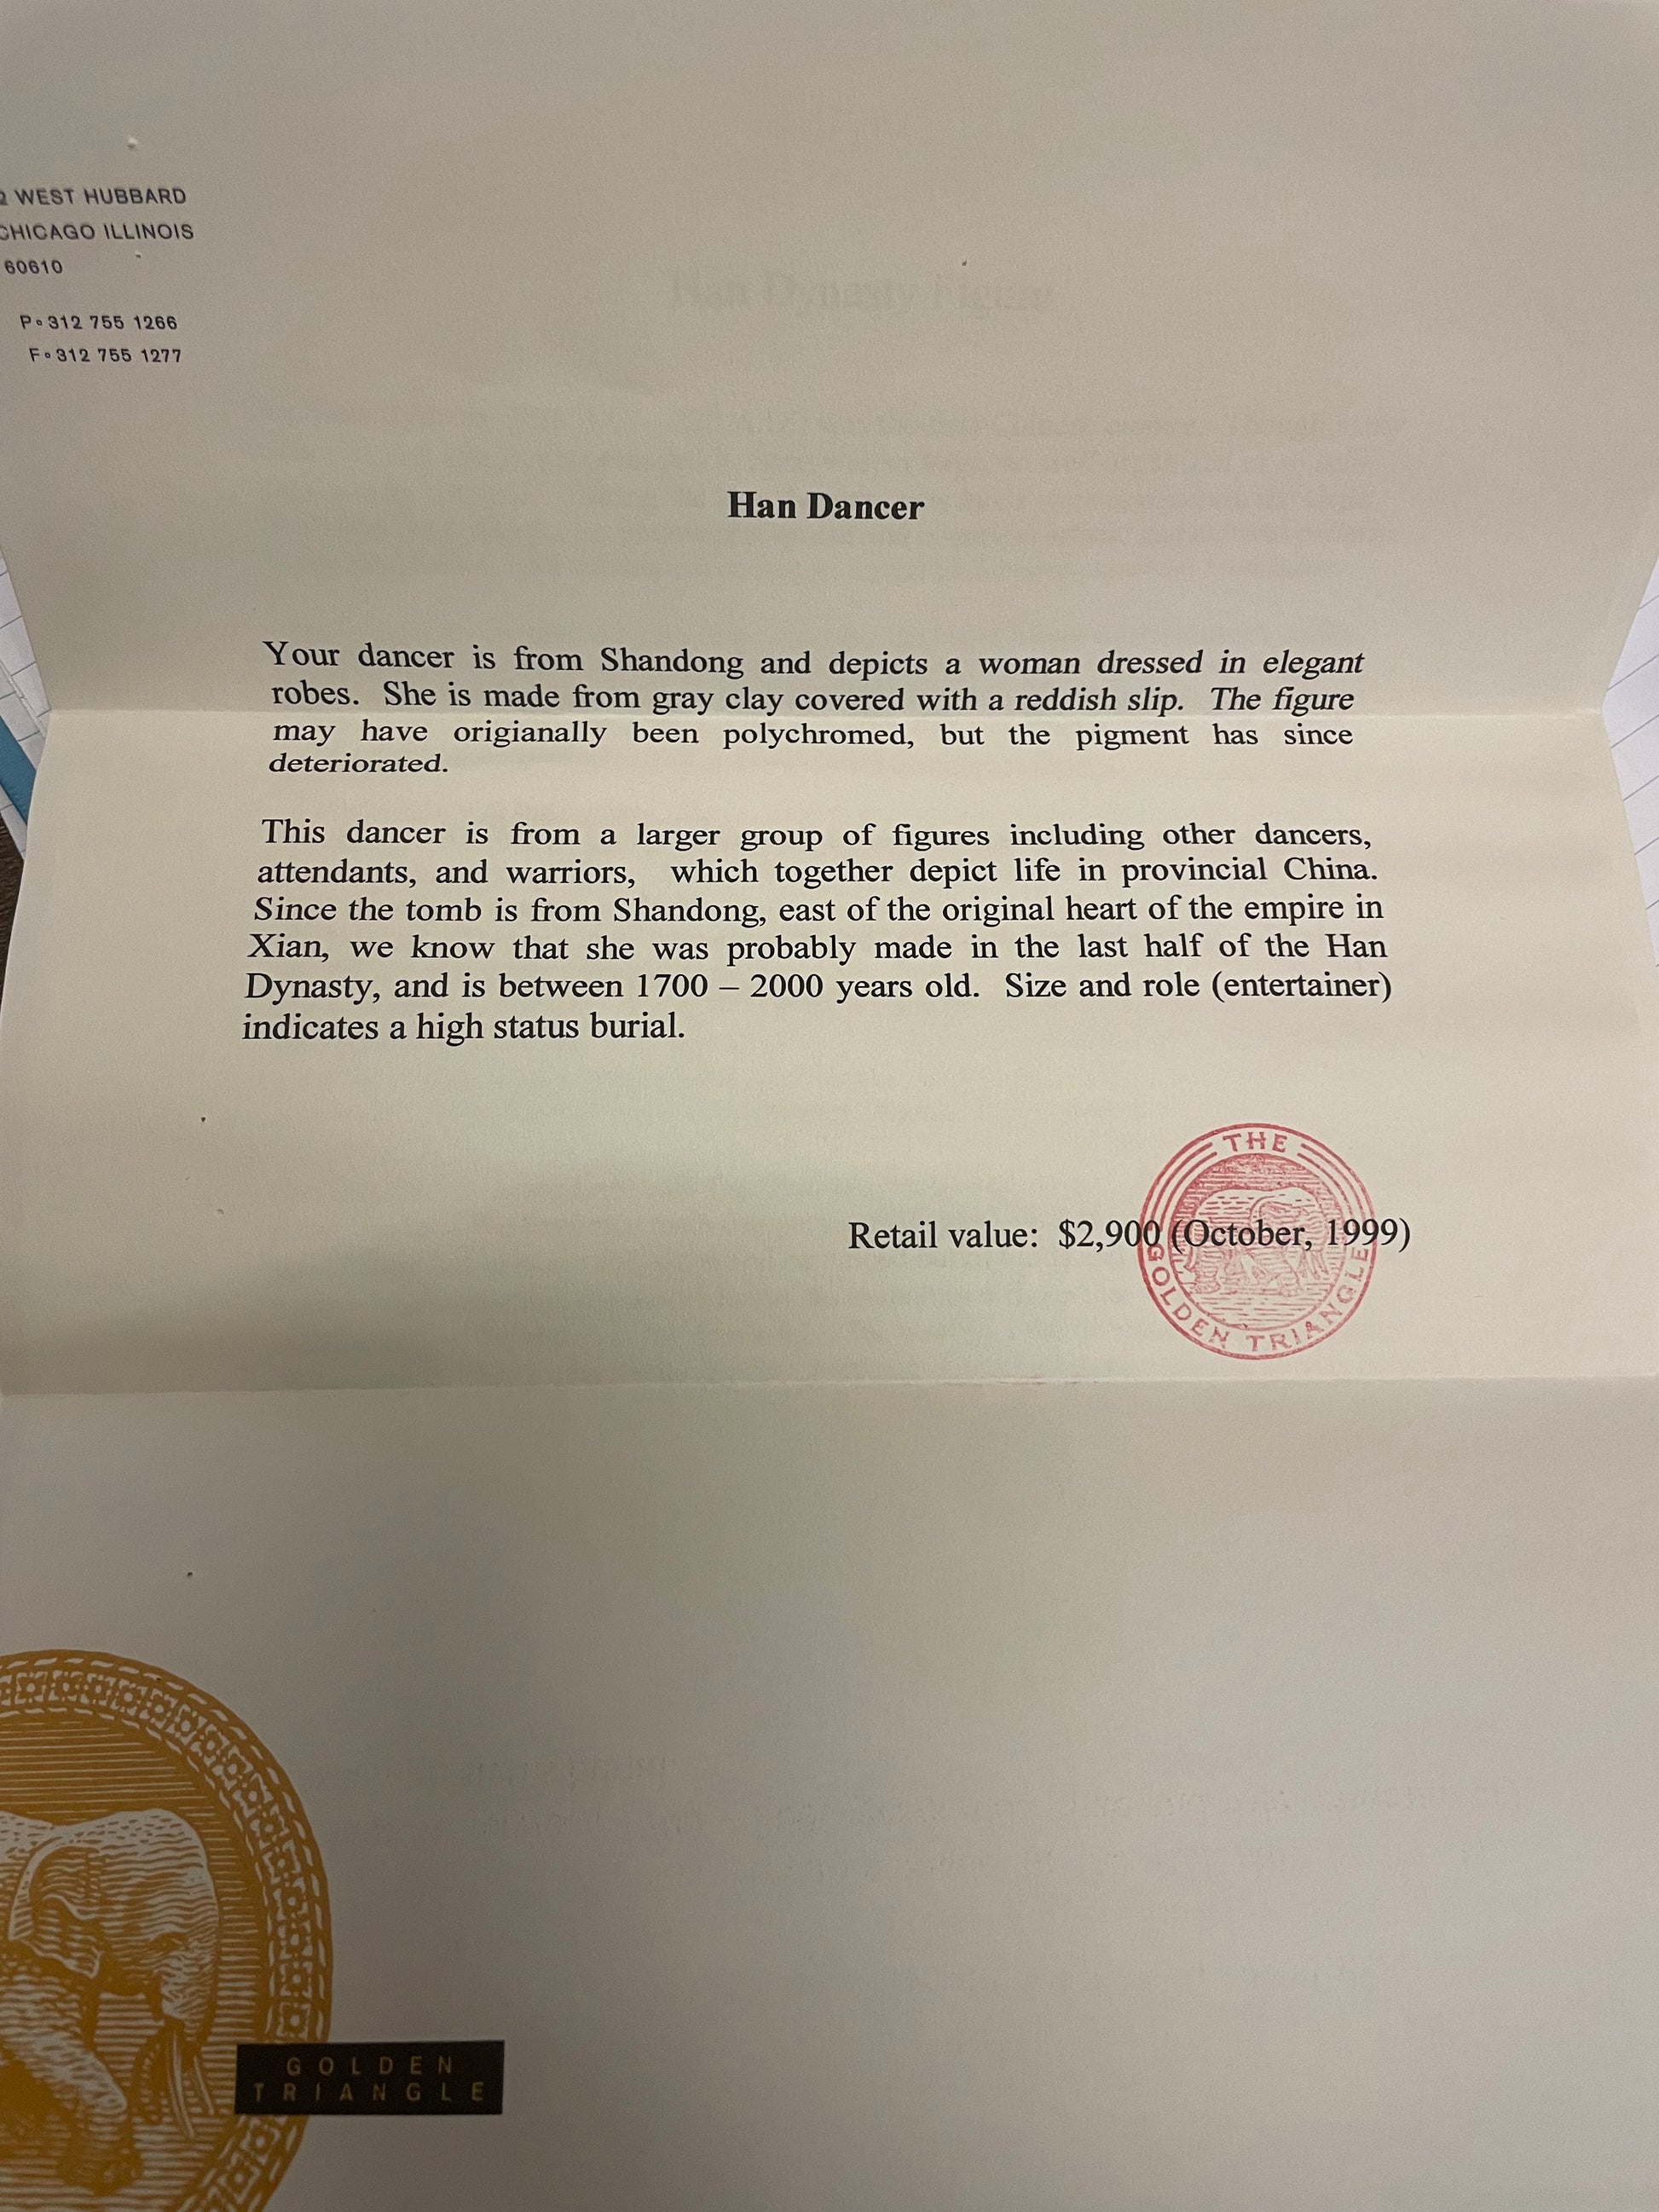 WEST HUBBARD
CHICAGO ILLINOIS
60610
P∘312 755 1266
F∘312 755 1277
Han Dynasty Figure
Han Dancer
Your dancer is from Shandong and depicts a woman dressed in elegant
robes. She is made from gray clay covered with a reddish slip. The figure
may have origianally been polychromed, but the pigment has since
deteriorated.
This dancer is from a larger group of figures including other dancers,
attendants, and warriors, which together depict life in provincial China.
Since the tomb is from Shandong, east of the original heart of the empire in
Xian, we know that she was probably made in the last half of the Han
Dynasty, and is between 1700 – 2000 years old. Size and role (entertainer)
indicates a high status burial.
THE
Retail value: $2,900 (October, 1999)
GOLDEN TRIANGLE
GOLDEN
TRIANGLE